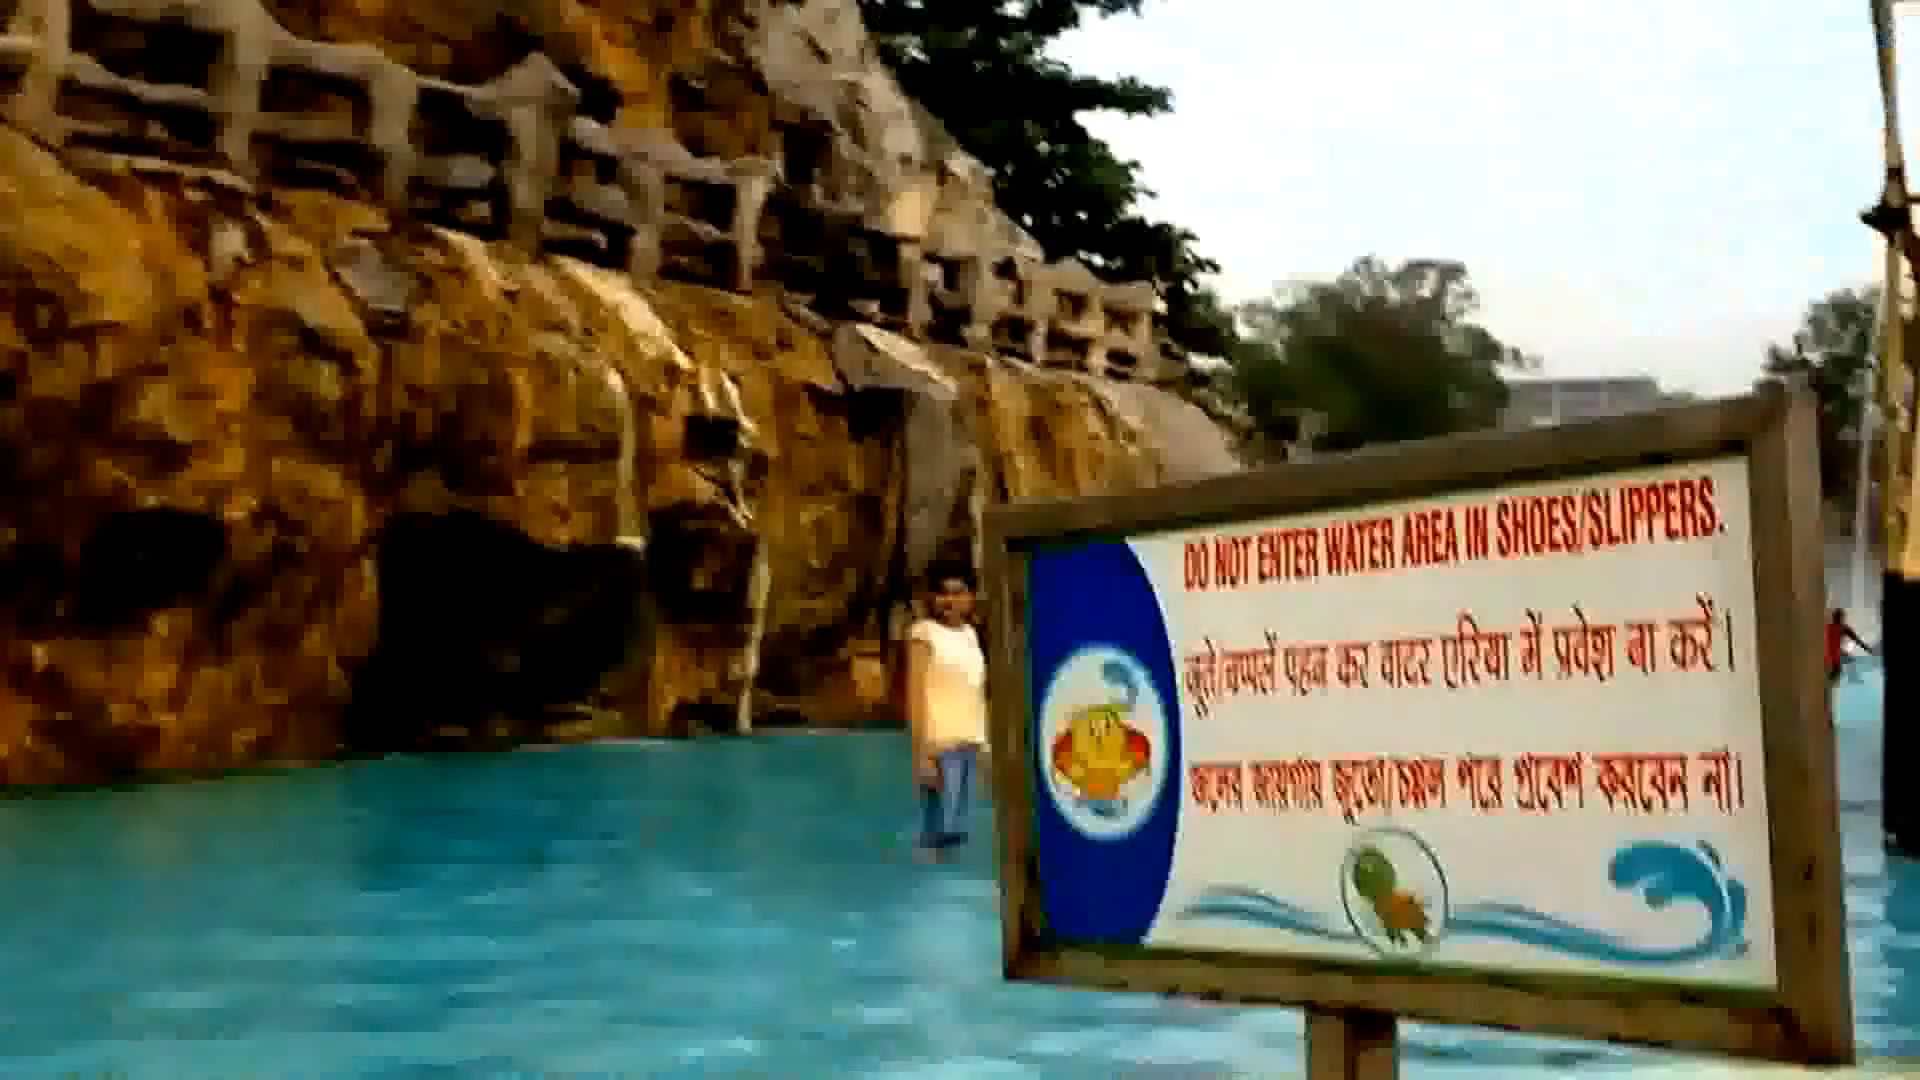 DO NOT ENTER WATER AREA IN SHOES/SLIPPERS.
जूते/चप्पलें पहन कर वाटर एरिया में प्रवेश ना करें।
জলের জায়গায় জুতো/চপ্পল পরে প্রবেশ করবেন না।